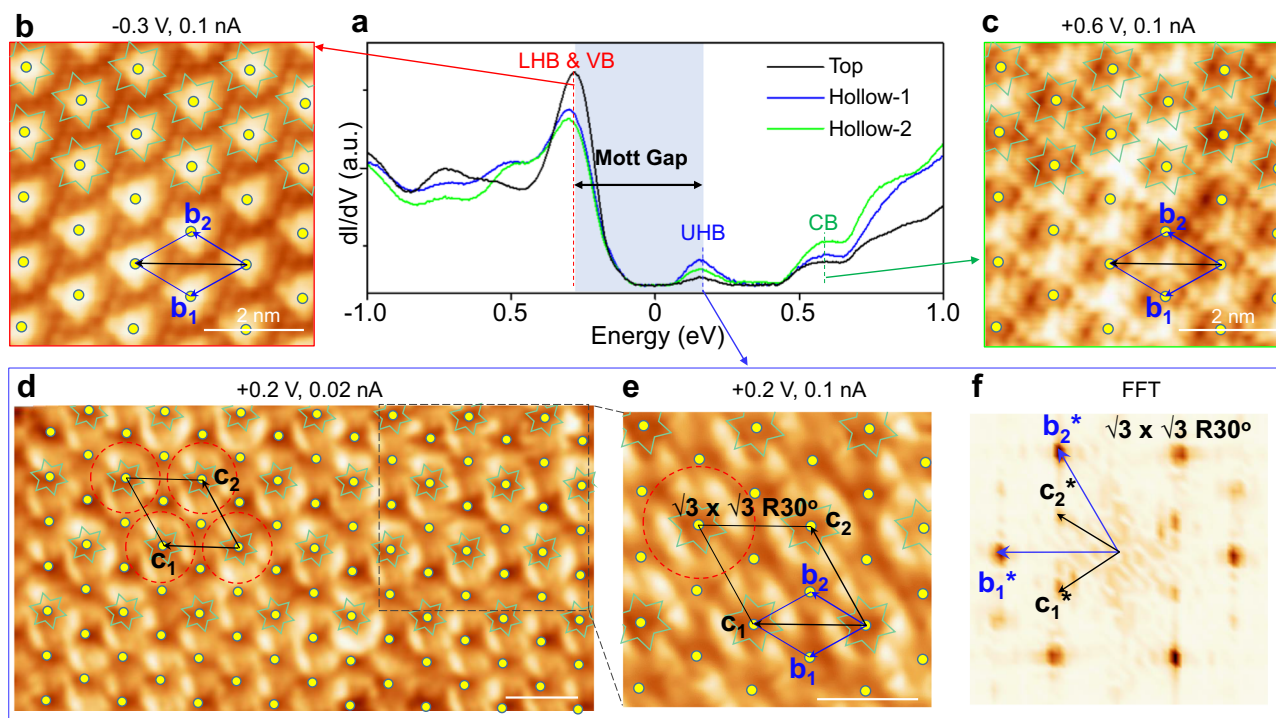 b
-0.3 V, 0.1 nA
b₂
b₁
2 nm
a
LHB & VB
Top
Hollow-1
Hollow-2
Mott Gap
UHB
CB
dI/dV (a.u.)
-1.0 0.5 0 0.5 1.0
Energy (eV)
c
+0.6 V, 0.1 nA
b₂
b₁
2 nm
d
+0.2 V, 0.02 nA
c₂
c₁
e
+0.2 V, 0.1 nA
√3 x √3 R30º
c₂
b₂
c₁
b₁
f
FFT
√3 x √3 R30º
b₂*
c₂*
b₁*
c₁*